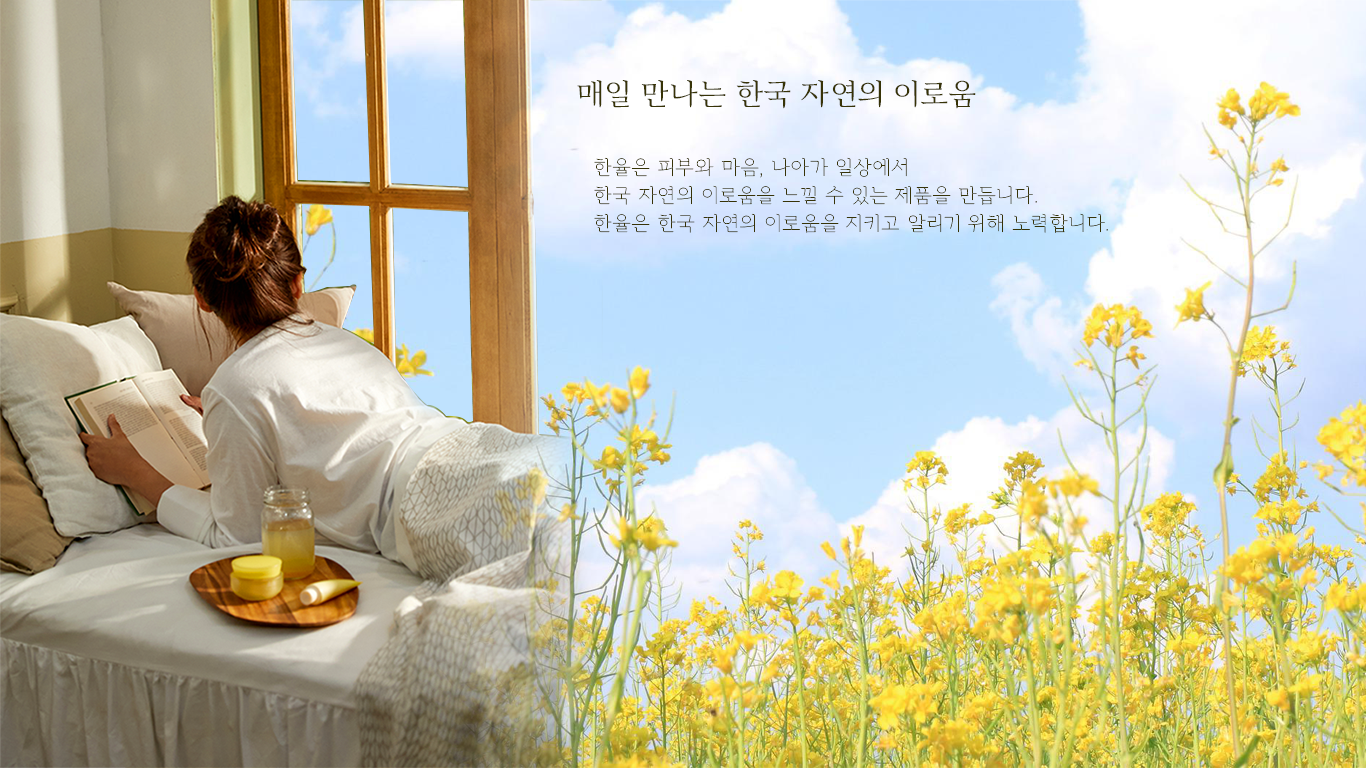 매일 만나는 한국 자연의 이로움
한율은 피부와 마음, 나아가 일상에서
한국 자연의 이로움을 느낄 수 있는 제품을 만듭니다.
한율은 한국 자연의 이로움을 지키고 알리기 위해 노력합니다.